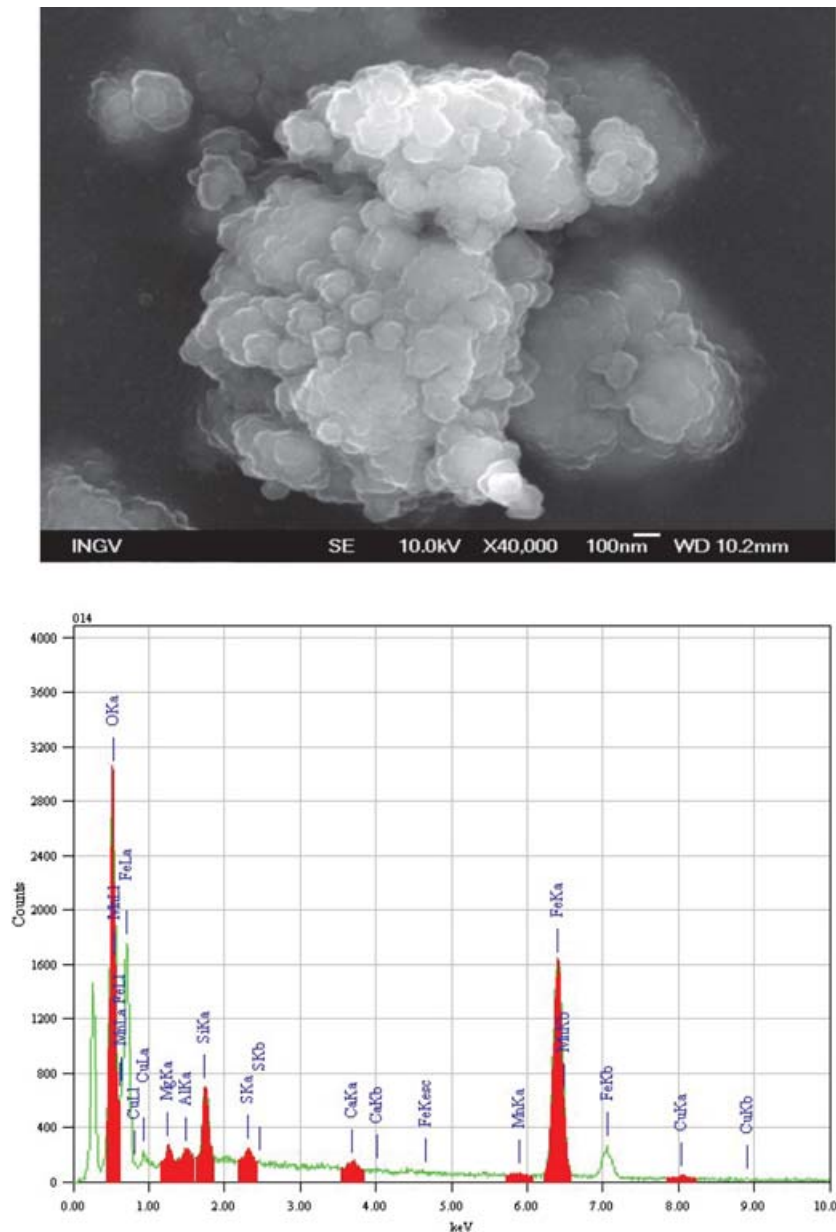 INGV SE 10.0kV X40,000 100nm WD 10.2mm
014
4000
3600
3200
2800
2400
2000
1600
1200
800
400
0
Counts
OKa
MnLl
FeLa
MnLa
FeLl
CuLl
CuLa
MgKa
AlKa
SiKa
SKa
SKb
CaKa
CaKb
FeKesc
MnKa
FeKa
MnKb
FeKb
CuKa
CuKb
0.00 1.00 2.00 3.00 4.00 5.00 6.00 7.00 8.00 9.00 10.0
keV